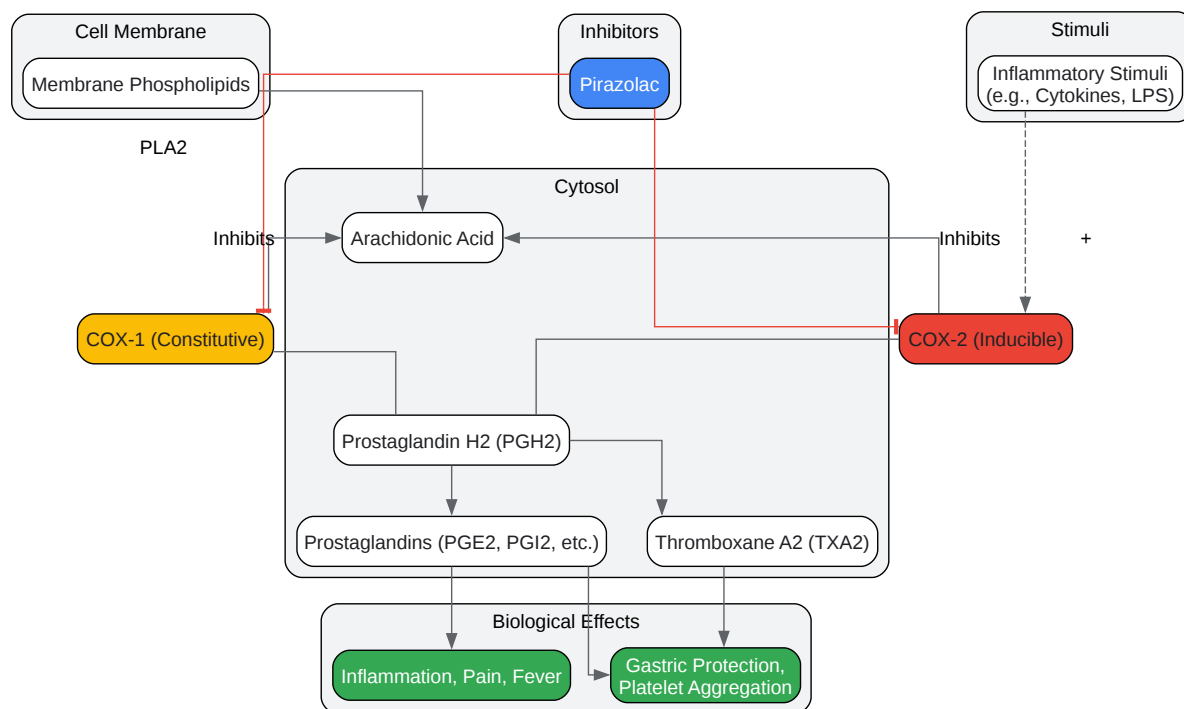 Cell Membrane
Inhibitors
Stimuli
Membrane Phospholipids
Pirazolac
Inflammatory Stimuli
(e.g., Cytokines, LPS)
PLA2
Cytosol
Inhibits
Arachidonic Acid
Inhibits
+
COX-1 (Constitutive)
COX-2 (Inducible)
Prostaglandin H2 (PGH2)
Prostaglandins (PGE2, PGI2, etc.)
Thromboxane A2 (TXA2)
Biological Effects
Inflammation, Pain, Fever
Gastric Protection,
Platelet Aggregation